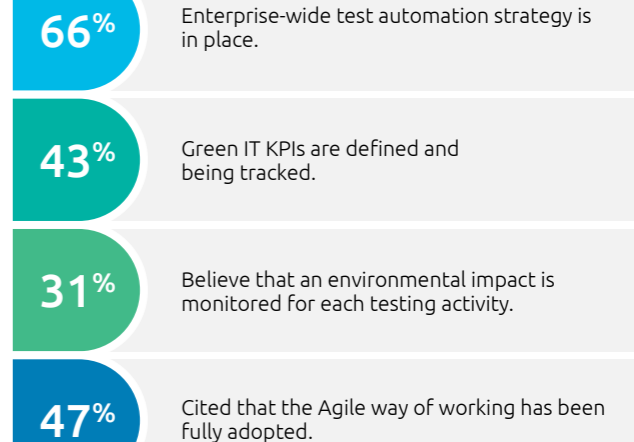 66%
Enterprise-wide test automation strategy is
in place.
43%
Green IT KPIs are defined and
being tracked.
31%
Believe that an environmental impact is
monitored for each testing activity.
47%
Cited that the Agile way of working has been
fully adopted.